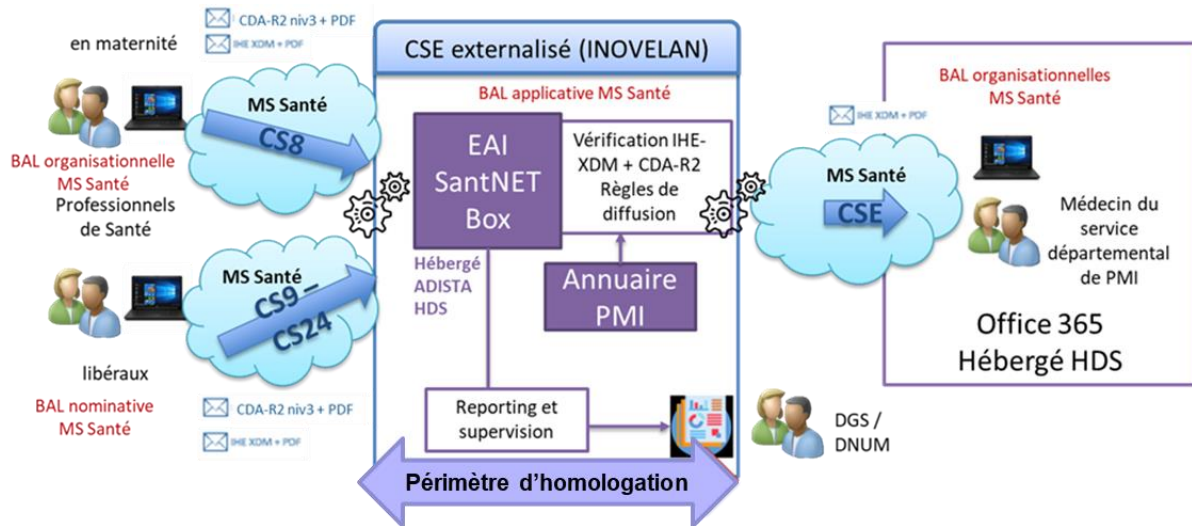 CDA-R2 niv3 + PDF
IHE XDM + PDF
en maternité
MS Santé
CS8
BAL organisationnelle
MS Santé
Professionnels
de Santé
MS Santé
CS9 –
CS24
libéraux
BAL nominative
MS Santé
CDA-R2 niv3 + PDF
IHE XDM + PDF
CSE externalisé (INOVELAN)
BAL applicative MS Santé
EAI
SantNET
Box
Vérification IHE-
XDM + CDA-R2
Règles de
diffusion
Hébergé
ADISTA
HDS
Annuaire
PMI
Reporting et
supervision
Périmètre d’homologation
DGS /
DNUM
IHE XDM + PDF
MS Santé
CSE
BAL organisationnelles
MS Santé
Médecin du
service
départemental
de PMI
Office 365
Hébergé HDS